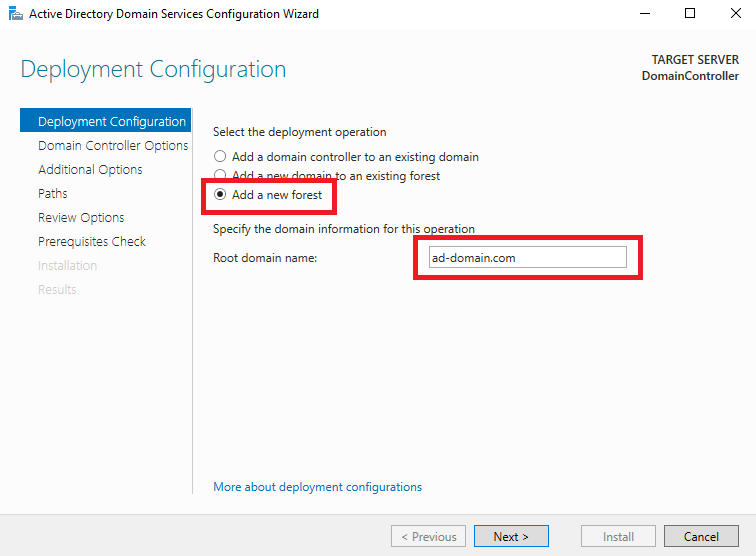 Active Directory Domain Services Configuration Wizard
Deployment Configuration
TARGET SERVER
DomainController
Deployment Configuration
Domain Controller Options
Additional Options
Paths
Review Options
Prerequisites Check
Installation
Results
Select the deployment operation
Add a domain controller to an existing domain
Add a new domain to an existing forest
Add a new forest
Specify the domain information for this operation
Root domain name:
ad-domain.com
More about deployment configurations
< Previous
Next >
Install
Cancel